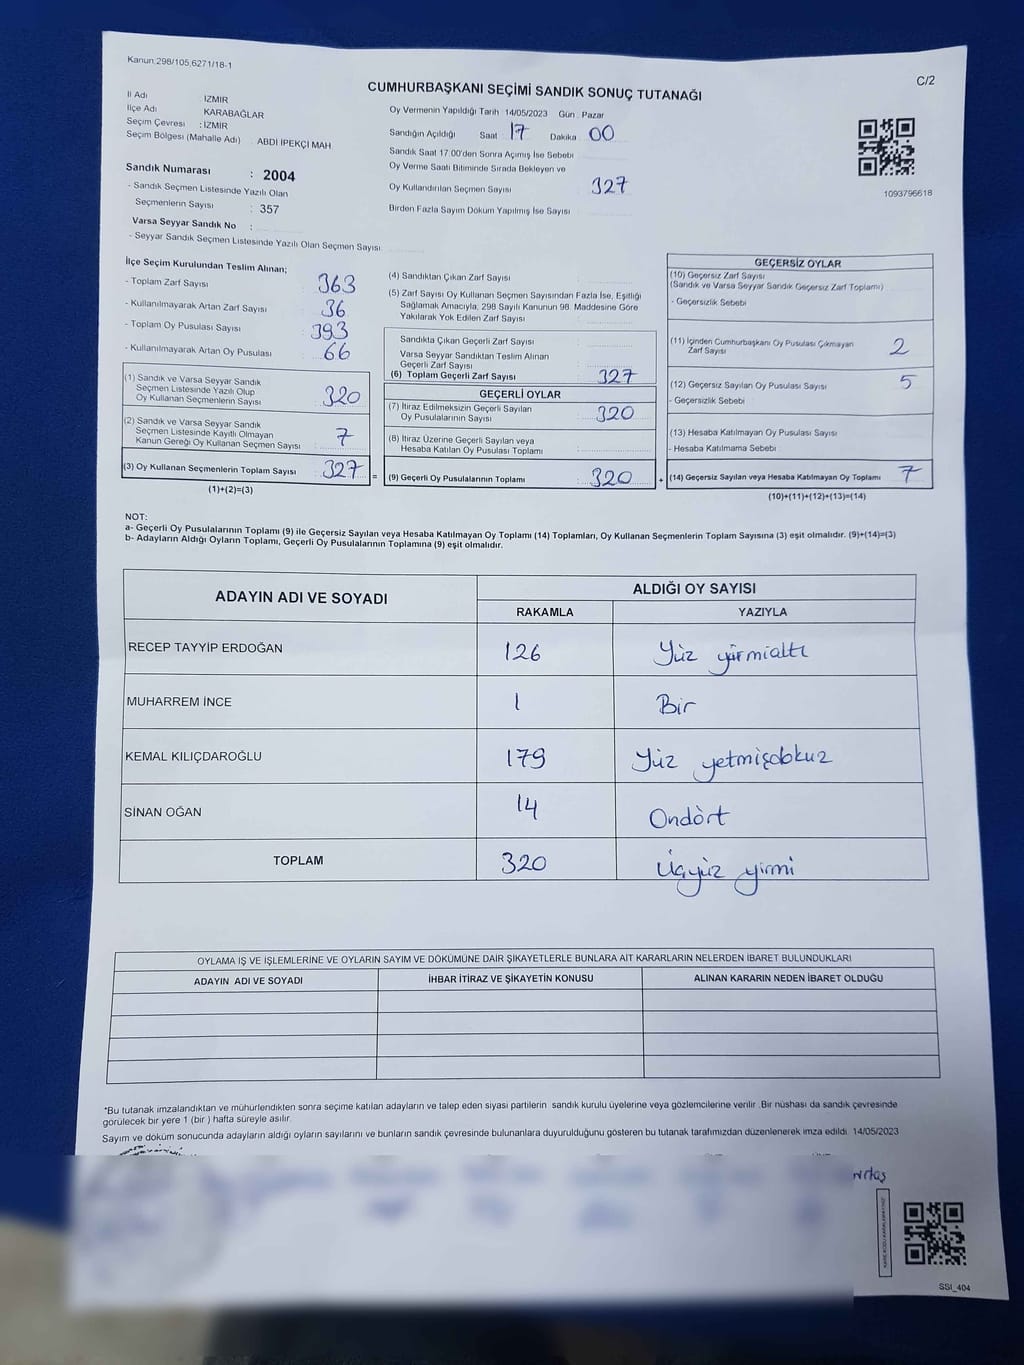 Kanun 298/105,6271/18-1
C/2
CUMHURBAŞKANI SEÇİMİ SANDIK SONUÇ TUTANAĞI
İl Adı : İZMİR
İlçe Adı : KARABAĞLAR
Seçim Çevresi : İZMİR
Seçim Bölgesi (Mahalle Adı) : ABDİ İPEKÇİ MAH.
Sandık Numarası : 2004
- Sandık Seçmen Listesinde Yazılı Olan
Seçmenlerin Sayısı : 357
Varsa Seyyar Sandık No :
- Seyyar Sandık Seçmen Listesinde Yazılı Olan Seçmen Sayısı
Oy Vermenin Yapıldığı Tarih 14/05/2023 Gün : Pazar
Sandığın Açıldığı Saat 17 Dakika 00
Sandık Saat 17:00'den Sonra Açılmış İse Sebebi
Oy Verme Saati Bitiminde Sırada Bekleyen ve
Oy Kullandırılan Seçmen Sayısı 327
Birden Fazla Sayım Döküm Yapılmış İse Sayısı
1093796618
İlçe Seçim Kurulundan Teslim Alınan;
- Toplam Zarf Sayısı : 363
- Kullanılmayarak Artan Zarf Sayısı : 36
- Toplam Oy Pusulası Sayısı : 393
- Kullanılmayarak Artan Oy Pusulası : 66
(1) Sandık ve Varsa Seyyar Sandık
Seçmen Listesinde Yazılı Olup
Oy Kullanan Seçmenlerin Sayısı : 320
(2) Sandık ve Varsa Seyyar Sandık
Seçmen Listesinde Kayıtlı Olmayan
Kanun Gereği Oy Kullanan Seçmen Sayısı : 7
(3) Oy Kullanan Seçmenlerin Toplam Sayısı : 327 =
(1)+(2)=(3)
(4) Sandıktan Çıkan Zarf Sayısı :
(5) Zarf Sayısı Oy Kullanan Seçmen Sayısından Fazla İse, Eşitliği
Sağlamak Amacıyla, 298 Sayılı Kanunun 98. Maddesine Göre
Yakılarak Yok Edilen Zarf Sayısı :
Sandıkta Çıkan Geçerli Zarf Sayısı :
Varsa Seyyar Sandıktan Teslim Alınan
Geçerli Zarf Sayısı :
(6) Toplam Geçerli Zarf Sayısı : 327
GEÇERLİ OYLAR
(7) İtiraz Edilmeksizin Geçerli Sayılan
Oy Pusulalarının Sayısı : 320
(8) İtiraz Üzerine Geçerli Sayılan veya
Hesaba Katılan Oy Pusulası Toplamı :
(9) Geçerli Oy Pusulalarının Toplamı : 320 +
GEÇERSİZ OYLAR
(10) Geçersiz Zarf Sayısı
(Sandık ve Varsa Seyyar Sandık Geçersiz Zarf Toplamı) :
- Geçersizlik Sebebi
(11) İçinden Cumhurbaşkanı Oy Pusulası Çıkmayan
Zarf Sayısı : 2
(12) Geçersiz Sayılan Oy Pusulası Sayısı : 5
- Geçersizlik Sebebi
(13) Hesaba Katılmayan Oy Pusulası Sayısı :
- Hesaba Katılmama Sebebi
(14) Geçersiz Sayılan veya Hesaba Katılmayan Oy Toplamı : 7
(10)+(11)+(12)+(13)=(14)
NOT:
a- Geçerli Oy Pusulalarının Toplamı (9) ile Geçersiz Sayılan veya Hesaba Katılmayan Oy Toplamı (14) Toplamları, Oy Kullanan Seçmenlerin Toplam Sayısına (3) eşit olmalıdır. (9)+(14)=(3)
b- Adayların Aldığı Oyların Toplamı, Geçerli Oy Pusulalarının Toplamına (9) eşit olmalıdır.
ADAYIN ADI VE SOYADI ALDIĞI OY SAYISI
RAKAMLA YAZIYLA
RECEP TAYYİP ERDOĞAN 126 Yüz yirmialtı
MUHARREM İNCE 1 Bir
KEMAL KILIÇDAROĞLU 179 Yüz yetmişdokuz
SİNAN OĞAN 14 Ondört
TOPLAM 320 Üçyüz yirmi
OYLAMA İŞ VE İŞLEMLERİNE VE OYLARIN SAYIM VE DÖKÜMÜNE DAİR ŞİKAYETLERLE BUNLARA AİT KARARLARIN NELERDEN İBARET BULUNDUKLARI
ADAYIN ADI VE SOYADI İHBAR İTİRAZ VE ŞİKAYETİN KONUSU ALINAN KARARIN NEDEN İBARET OLDUĞU
*Bu tutanak imzalandıktan ve mühürlendikten sonra seçime katılan adayların ve talep eden siyasi partilerin sandık kurulu üyelerine veya gözlemcilerine verilir. Bir nüshası da sandık çevresinde
görülecek bir yere 1 (bir) hafta süreyle asılır.
Sayım ve döküm sonucunda adayların aldığı oyların sayılarını ve bunların sandık çevresinde bulunanlara duyurulduğunu gösteren bu tutanak tarafımızdan düzenlenerek imza edildi. 14/05/2023
SSI_404